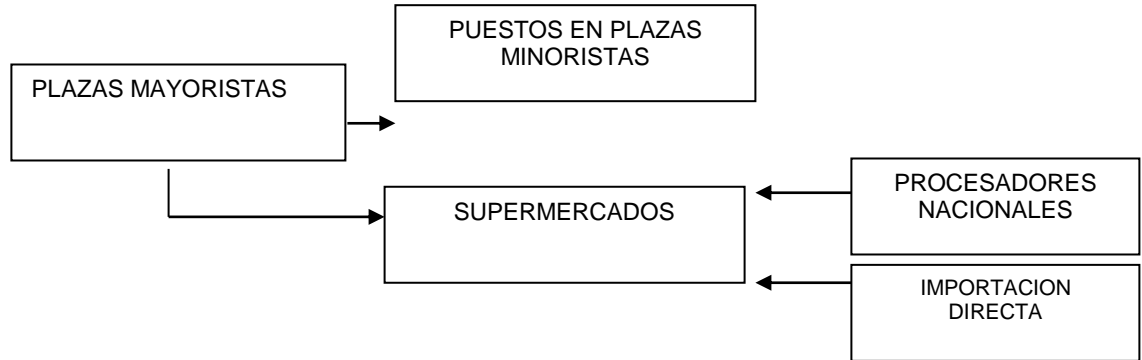 PUESTOS EN PLAZAS
MINORISTAS
PLAZAS MAYORISTAS
SUPERMERCADOS
PROCESADORES
NACIONALES
IMPORTACION
DIRECTA